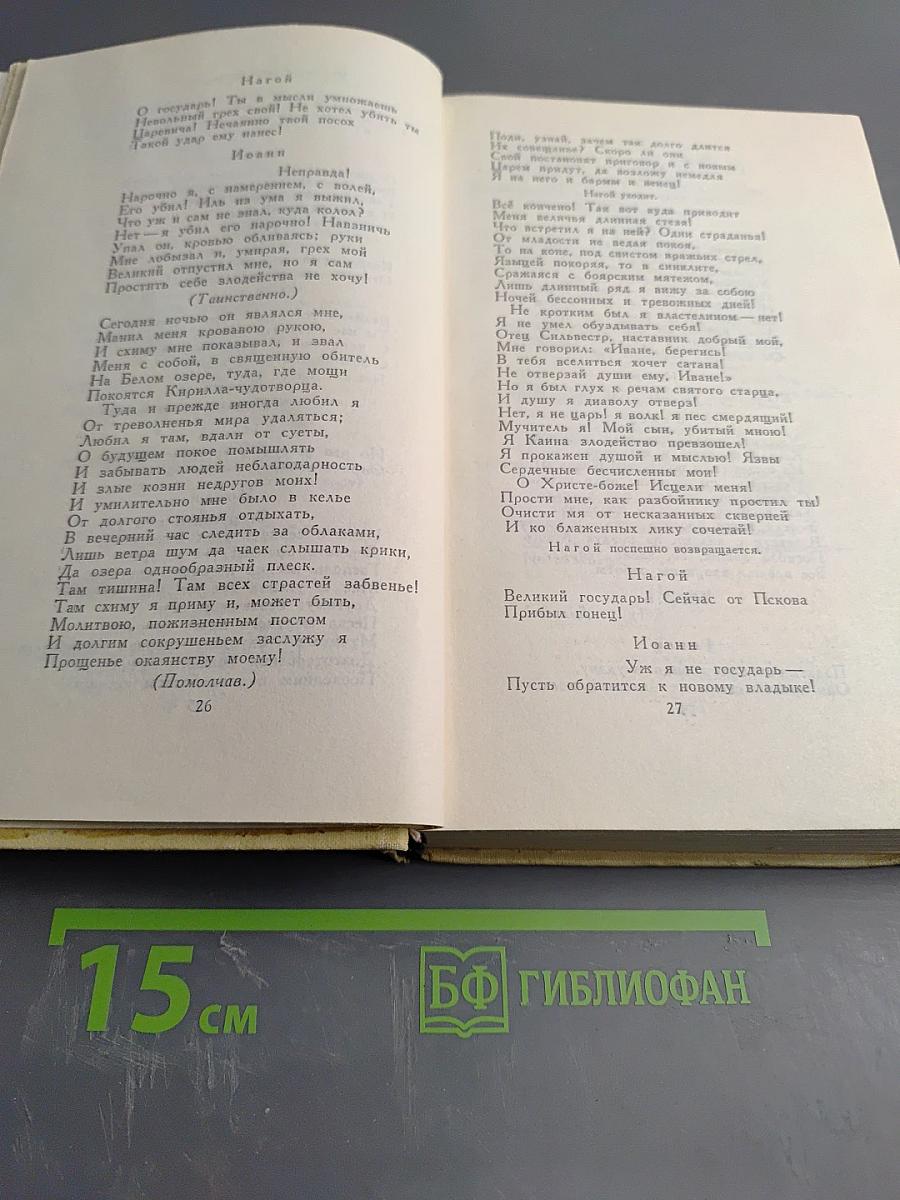 Нагой
О государь! Ты в мысли умножаешь
Невольный грех свой! Не хотел убить ты
Царевича! Нечаянно твой посох
Такой удар ему нанес!
Иоанн
Неправда!
Нарочно я, с намерением, с волей,
Его убил! Иль из ума я выжил,
Что уж и сам не знал, куда колол?
Нет — я убил его нарочно! Навзничь
Упал он, кровью обливаясь; руки
Мне лобызал и, умирая, грех мой
Великий отпустил мне, но я сам
Простить себе злодейства не хочу!
(Таинственно.)
Сегодня ночью он являлся мне,
Манил меня кровавою рукою,
И схиму мне показывал, и звал
Меня с собой, в священную обитель
На Белом озере, туда, где мощи
Покоятся Кирилла-чудотворца.
Туда и прежде иногда любил я
От треволненья мира удаляться;
Любил я там, вдали от суеты,
О будущем покое помышлять
И забывать людей неблагодарность
И злые козни недругов моих!
И умилительно мне было в келье
От долгого стоянья отдыхать,
В вечерний час следить за облаками,
Лишь ветра шум да чаек слышать крики,
Да озера однообразный плеск.
Там тишина! Там всех страстей забвенье!
Там схиму я приму и, может быть,
Молитвою, пожизненным постом
И долгим сокрушеньем заслужу я
Прощенье окаянству моему!
(Помолчав.)
26
Поди, узнай, зачем так долго длится
Их совещанье? Скоро ли они
Свой постановят приговор и с новым
Царем придут, да возложу немедля
Я на него и бармы и венец!
Нагой уходит.
Всё кончено! Так вот куда приводит
Меня величья длинная стезя!
Что встретил я на ней? Одни страданья!
От младости не ведая покоя,
То на коне, под свистом вражьих стрел,
Языцей покоряя, то в синклите,
Сражаяся с боярским мятежом,
Лишь длинный ряд я вижу за собою
Ночей бессонных и тревожных дней!
Не кротким был я властелином — нет!
Я не умел обуздывать себя!
Отец Сильвестр, наставник добрый мой,
Мне говорил: «Иване, берегись!
В тебя вселиться хочет сатана!
Не отверзай души ему, Иване!»
Но я был глух к речам святого старца,
И душу я диаволу отверз!
Нет, я не царь! я волк! я пес смердящий!
Мучитель я! Мой сын, убитый мною!
Я Каина злодейство превзошел!
Я прокажен душой и мыслью! Язвы
Сердечные бесчисленны мои!
О Христе-боже! Исцели меня!
Прости мне, как разбойнику простил ты!
Очисти мя от несказанных скверней
И ко блаженных лику сочетай!
Нагой поспешно возвращается.
Нагой
Великий государь! Сейчас от Пскова
Прибыл гонец!
Иоанн
Уж я не государь —
Пусть обратится к новому владыке!
27
15 см
БФ ГИБЛИОФАН